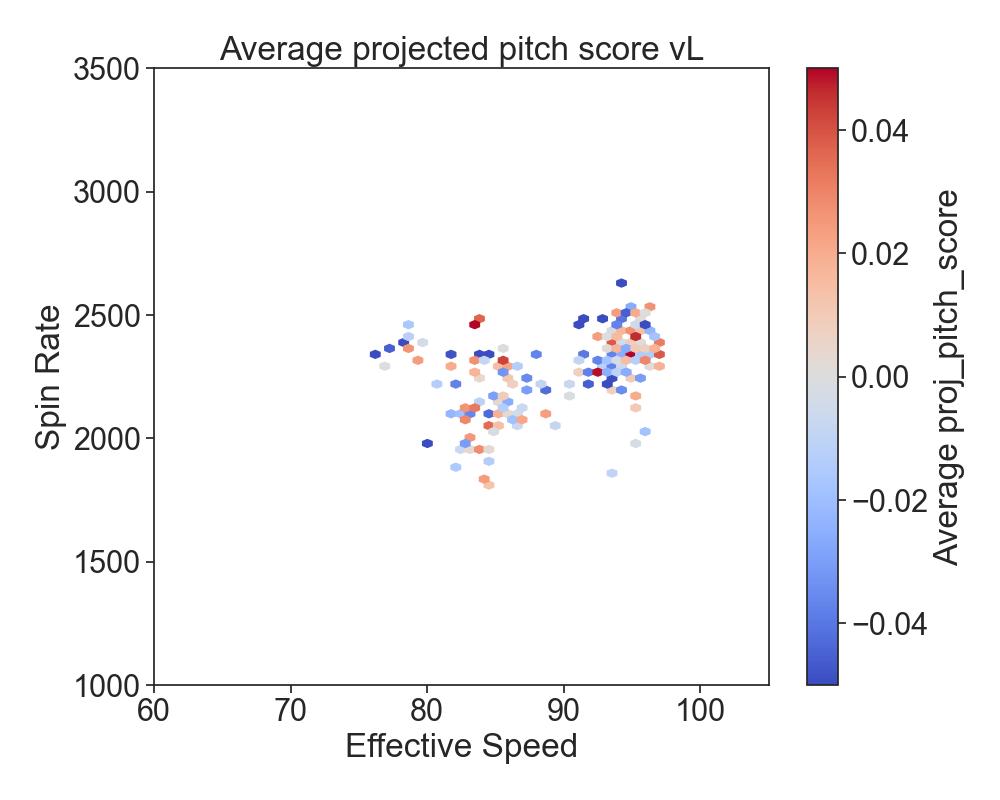 Average projected pitch score vL
3500
3000
2500
2000
1500
1000
Spin Rate
60 70 80 90 100
Effective Speed
0.04
0.02
0.00
−0.02
−0.04
Average proj_pitch_score